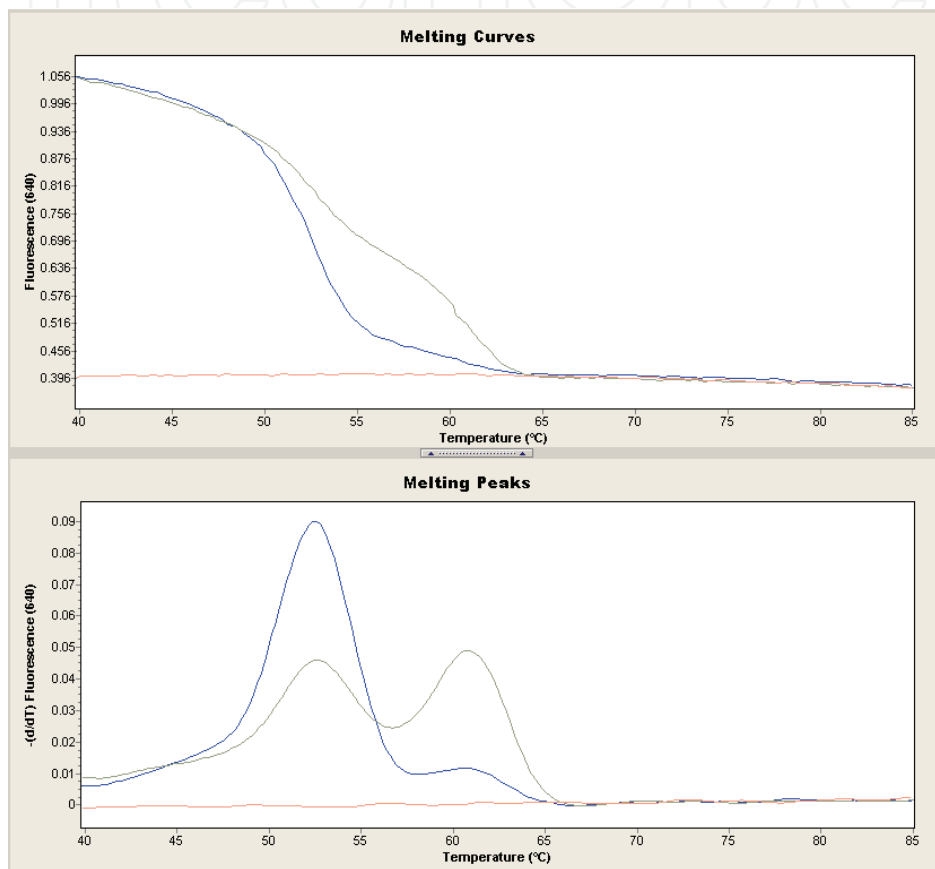 Melting Curves
1.056
0.996
0.936
0.876
0.816
0.756
0.696
0.636
0.576
0.516
0.456
0.396
Fluorescence (640)
40 45 50 55 60 65 70 75 80 85
Temperature (°C)
Melting Peaks
0.09
0.08
0.07
0.06
0.05
0.04
0.03
0.02
0.01
0
-(d/dT) Fluorescence (640)
40 45 50 55 60 65 70 75 80 85
Temperature (°C)